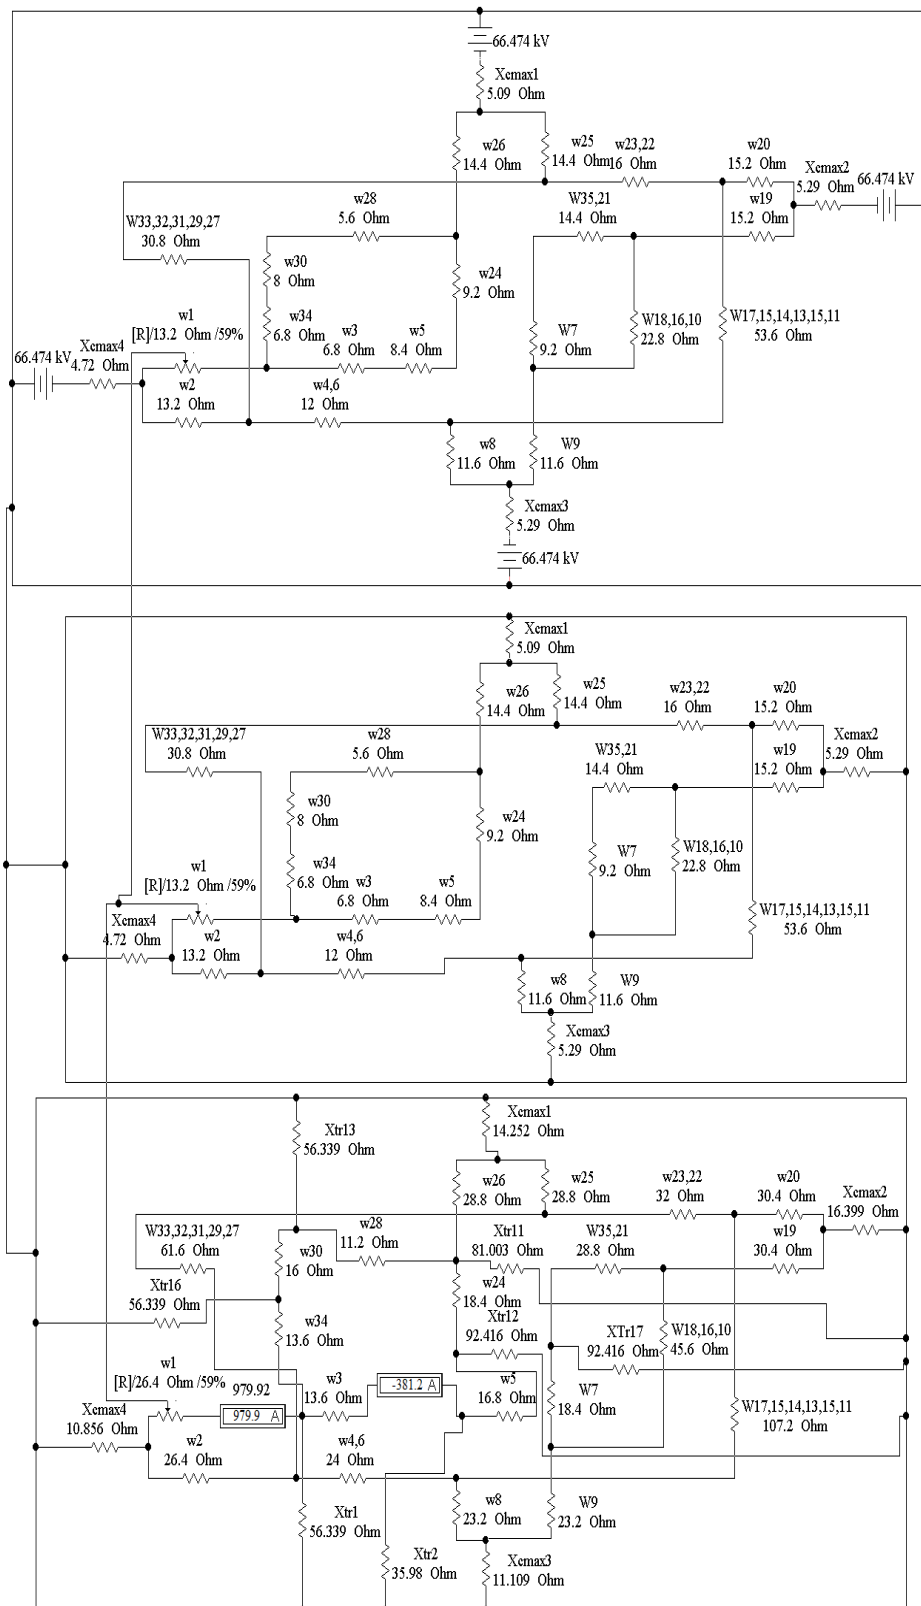 66.474 kV
Xcmax1
5.09 Ohm
w26
14.4 Ohm
w25
14.4 Ohm
w23,22
16 Ohm
w20
15.2 Ohm
Xcmax2
5.29 Ohm
66.474 kV
w28
5.6 Ohm
W35,21
14.4 Ohm
w19
15.2 Ohm
W33,32,31,29,27
30.8 Ohm
w30
8 Ohm
w24
9.2 Ohm
w34
6.8 Ohm
w1
[R]/13.2 Ohm /59%
w3
6.8 Ohm
w5
8.4 Ohm
W7
9.2 Ohm
W18,16,10
22.8 Ohm
W17,15,14,13,15,11
53.6 Ohm
66.474 kV
Xcmax4
4.72 Ohm
w2
13.2 Ohm
w4,6
12 Ohm
w8
11.6 Ohm
W9
11.6 Ohm
Xcmax3
5.29 Ohm
66.474 kV
Xcmax1
5.09 Ohm
w26
14.4 Ohm
w25
14.4 Ohm
w23,22
16 Ohm
w20
15.2 Ohm
Xcmax2
5.29 Ohm
W33,32,31,29,27
30.8 Ohm
w28
5.6 Ohm
W35,21
14.4 Ohm
w19
15.2 Ohm
w30
8 Ohm
w24
9.2 Ohm
w34
6.8 Ohm
W7
9.2 Ohm
W18,16,10
22.8 Ohm
w1
[R]/13.2 Ohm /59%
w3
6.8 Ohm
w5
8.4 Ohm
W17,15,14,13,15,11
53.6 Ohm
Xcmax4
4.72 Ohm
w2
13.2 Ohm
w4,6
12 Ohm
w8
11.6 Ohm
W9
11.6 Ohm
Xcmax3
5.29 Ohm
Xtr13
56.339 Ohm
Xcmax1
14.252 Ohm
w26
28.8 Ohm
w25
28.8 Ohm
w23,22
32 Ohm
w20
30.4 Ohm
Xcmax2
16.399 Ohm
W33,32,31,29,27
61.6 Ohm
w28
11.2 Ohm
w30
16 Ohm
Xtr11
81.003 Ohm
W35,21
28.8 Ohm
w19
30.4 Ohm
Xtr16
56.339 Ohm
w24
18.4 Ohm
w34
13.6 Ohm
Xtr12
92.416 Ohm
XTr17
92.416 Ohm
W18,16,10
45.6 Ohm
w1
[R]/26.4 Ohm /59%
979.92
979.9 A
w3
13.6 Ohm
-381.2 A
w5
16.8 Ohm
W7
18.4 Ohm
W17,15,14,13,15,11
107.2 Ohm
Xcmax4
10.856 Ohm
w2
26.4 Ohm
w4,6
24 Ohm
w8
23.2 Ohm
W9
23.2 Ohm
Xtr1
56.339 Ohm
Xtr2
35.98 Ohm
Xcmax3
11.109 Ohm